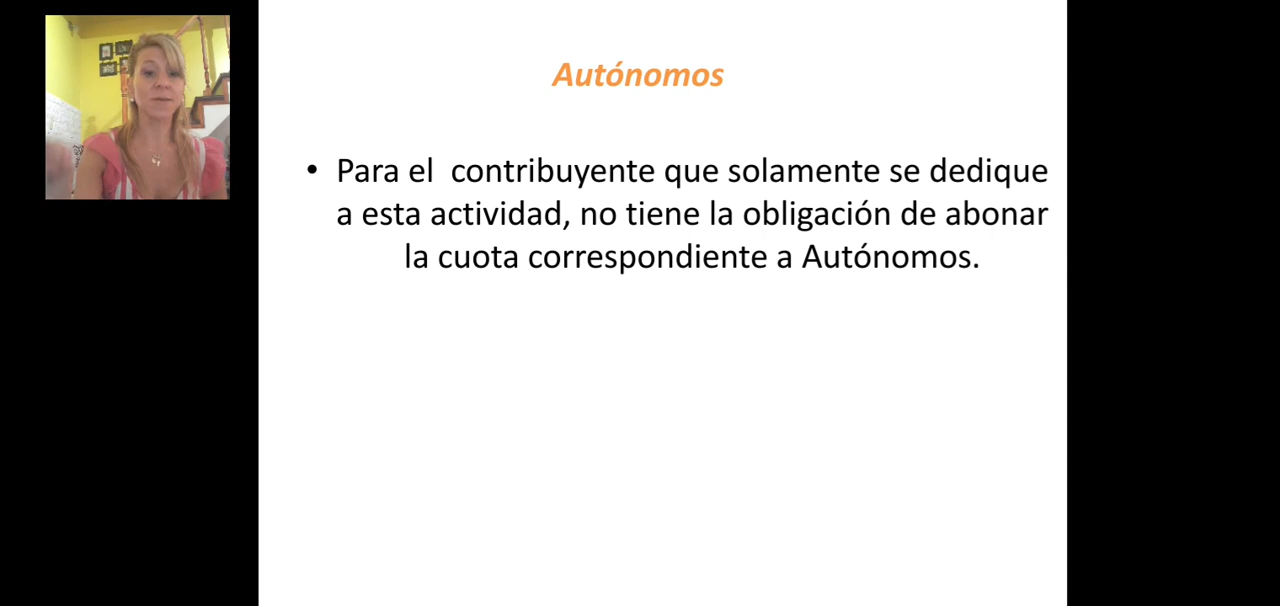 Autónomos
• Para el  contribuyente que solamente se dedique
a esta actividad, no tiene la obligación de abonar
la cuota correspondiente a Autónomos.